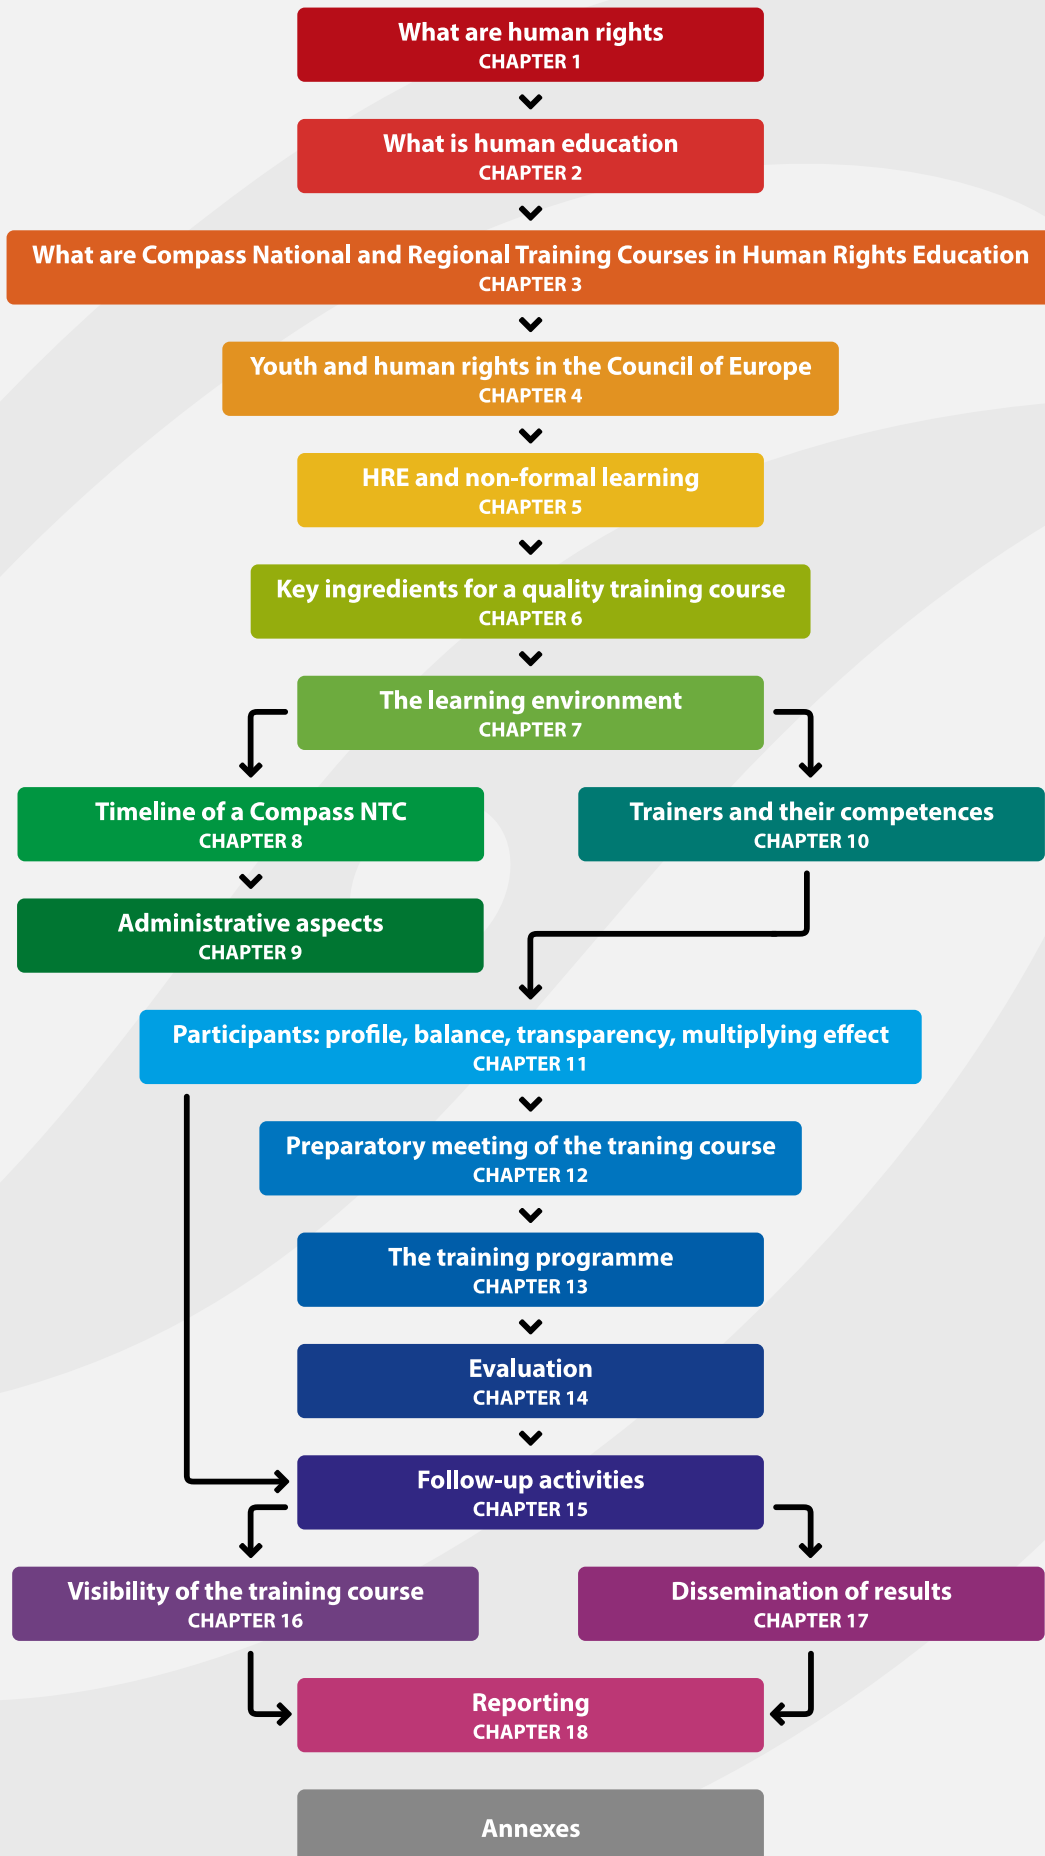 What are human rights
CHAPTER 1
What is human education
CHAPTER 2
What are Compass National and Regional Training Courses in Human Rights Education
CHAPTER 3
Youth and human rights in the Council of Europe
CHAPTER 4
HRE and non-formal learning
CHAPTER 5
Key ingredients for a quality training course
CHAPTER 6
The learning environment
CHAPTER 7
Timeline of a Compass NTC
CHAPTER 8
Trainers and their competences
CHAPTER 10
Administrative aspects
CHAPTER 9
Participants: profile, balance, transparency, multiplying effect
CHAPTER 11
Preparatory meeting of the traning course
CHAPTER 12
The training programme
CHAPTER 13
Evaluation
CHAPTER 14
Follow-up activities
CHAPTER 15
Visibility of the training course
CHAPTER 16
Dissemination of results
CHAPTER 17
Reporting
CHAPTER 18
Annexes